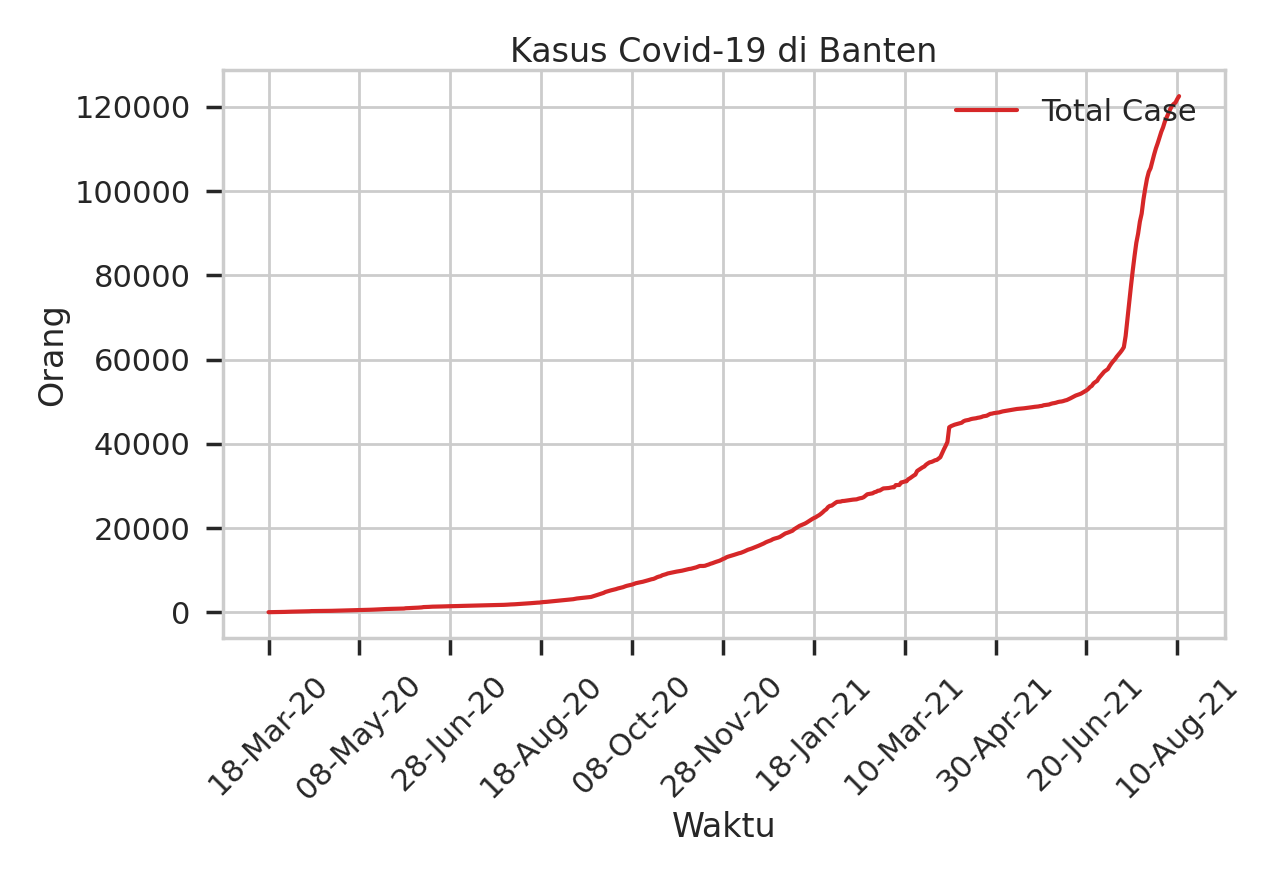 Kasus Covid-19 di Banten
Total Case
120000
100000
80000
60000
40000
20000
0
Orang
18-Mar-20
08-May-20
28-Jun-20
18-Aug-20
08-Oct-20
28-Nov-20
18-Jan-21
10-Mar-21
30-Apr-21
20-Jun-21
10-Aug-21
Waktu